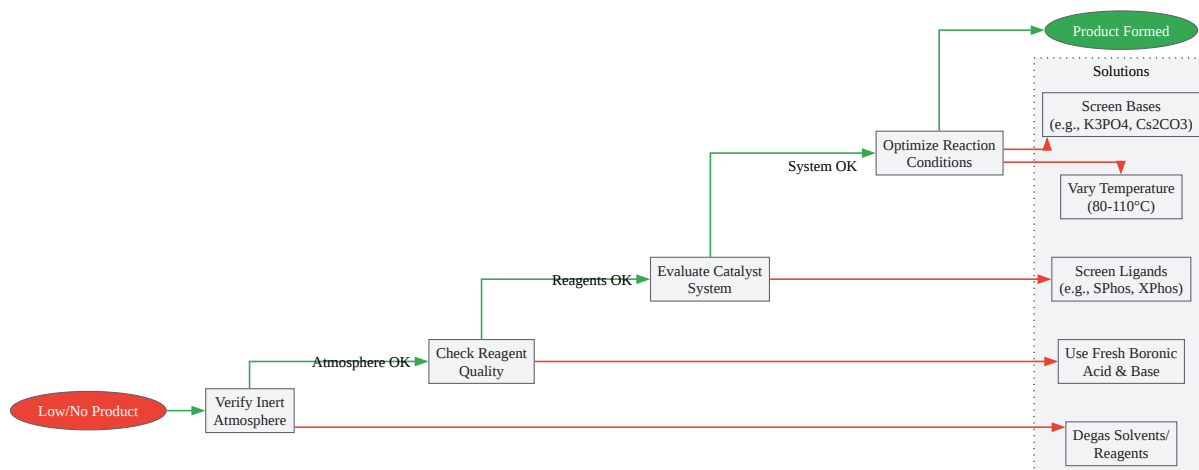 Product Formed
Solutions
Screen Bases
(e.g., K3PO4, Cs2CO3)
Optimize Reaction
Conditions
System OK
Vary Temperature
(80-110°C)
Evaluate Catalyst
System
Reagents OK
Screen Ligands
(e.g., SPhos, XPhos)
Check Reagent
Quality
Atmosphere OK
Use Fresh Boronic
Acid & Base
Low/No Product
Verify Inert
Atmosphere
Degas Solvents/
Reagents